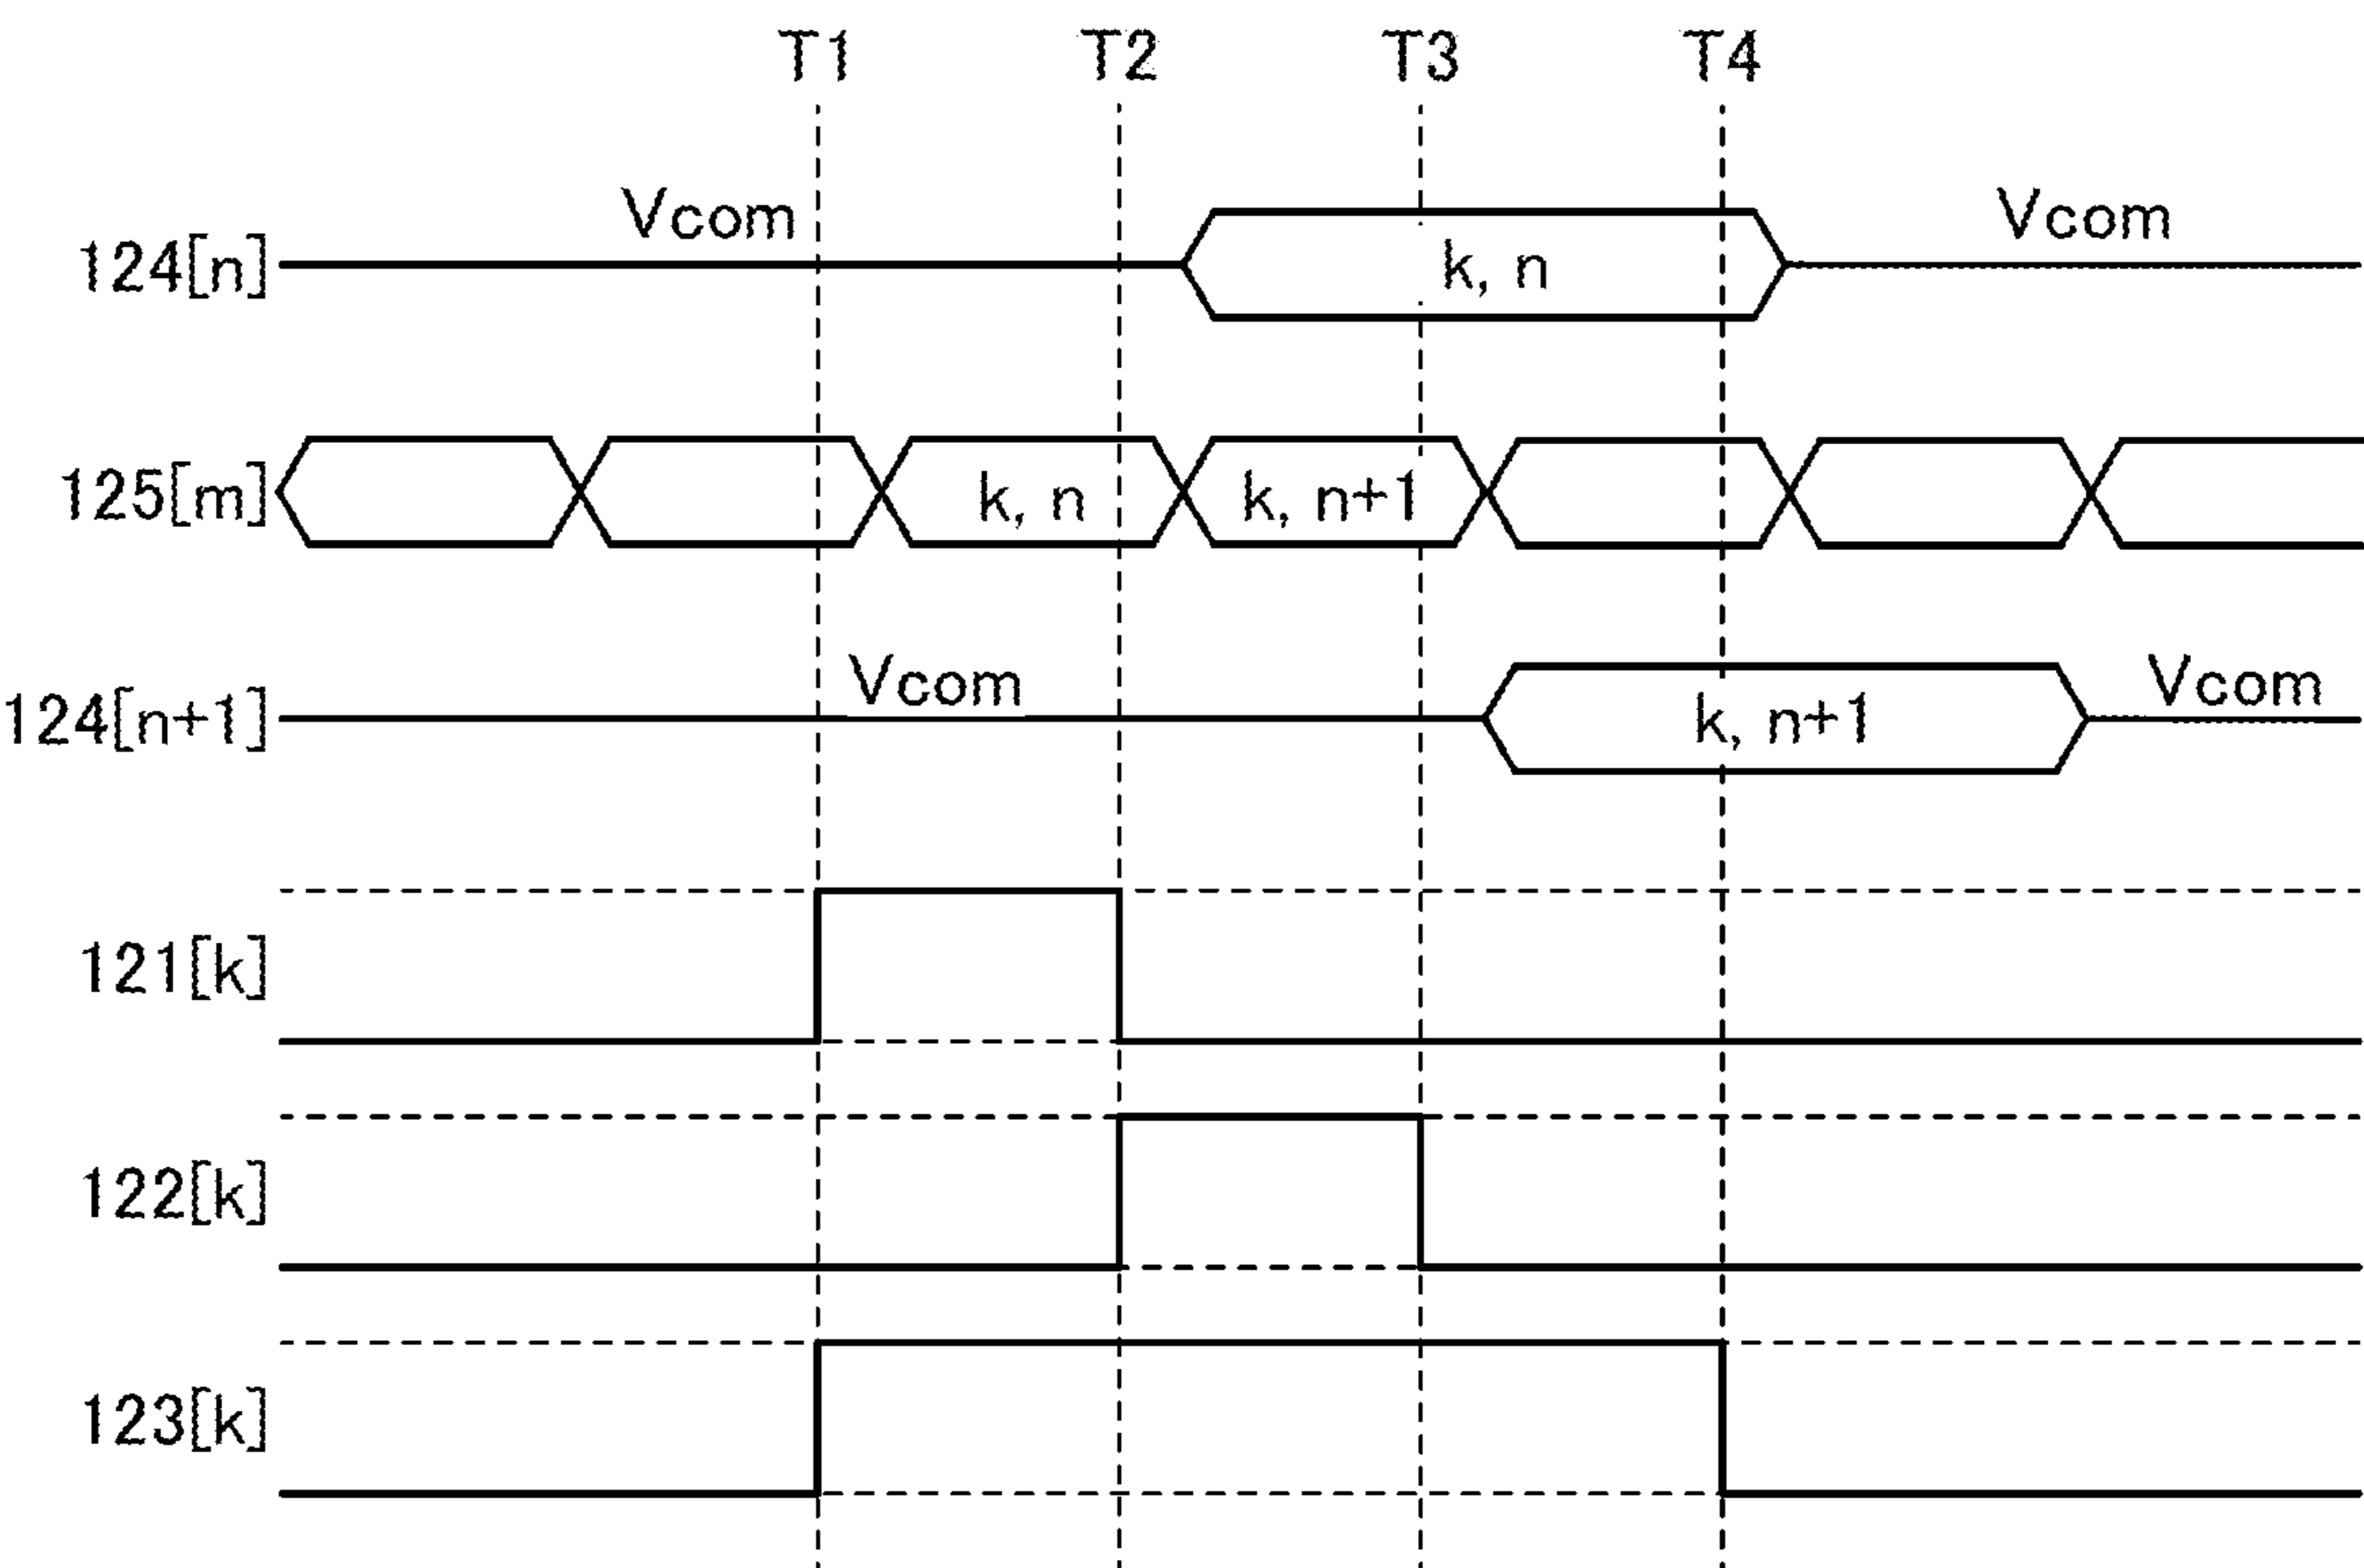 T1 T2 T3 T4
Vcom Vcom
124[n] k, n
125[m] k, n k, n+1
Vcom Vcom
124[n+1] k, n+1
121[k]
122[k]
123[k]